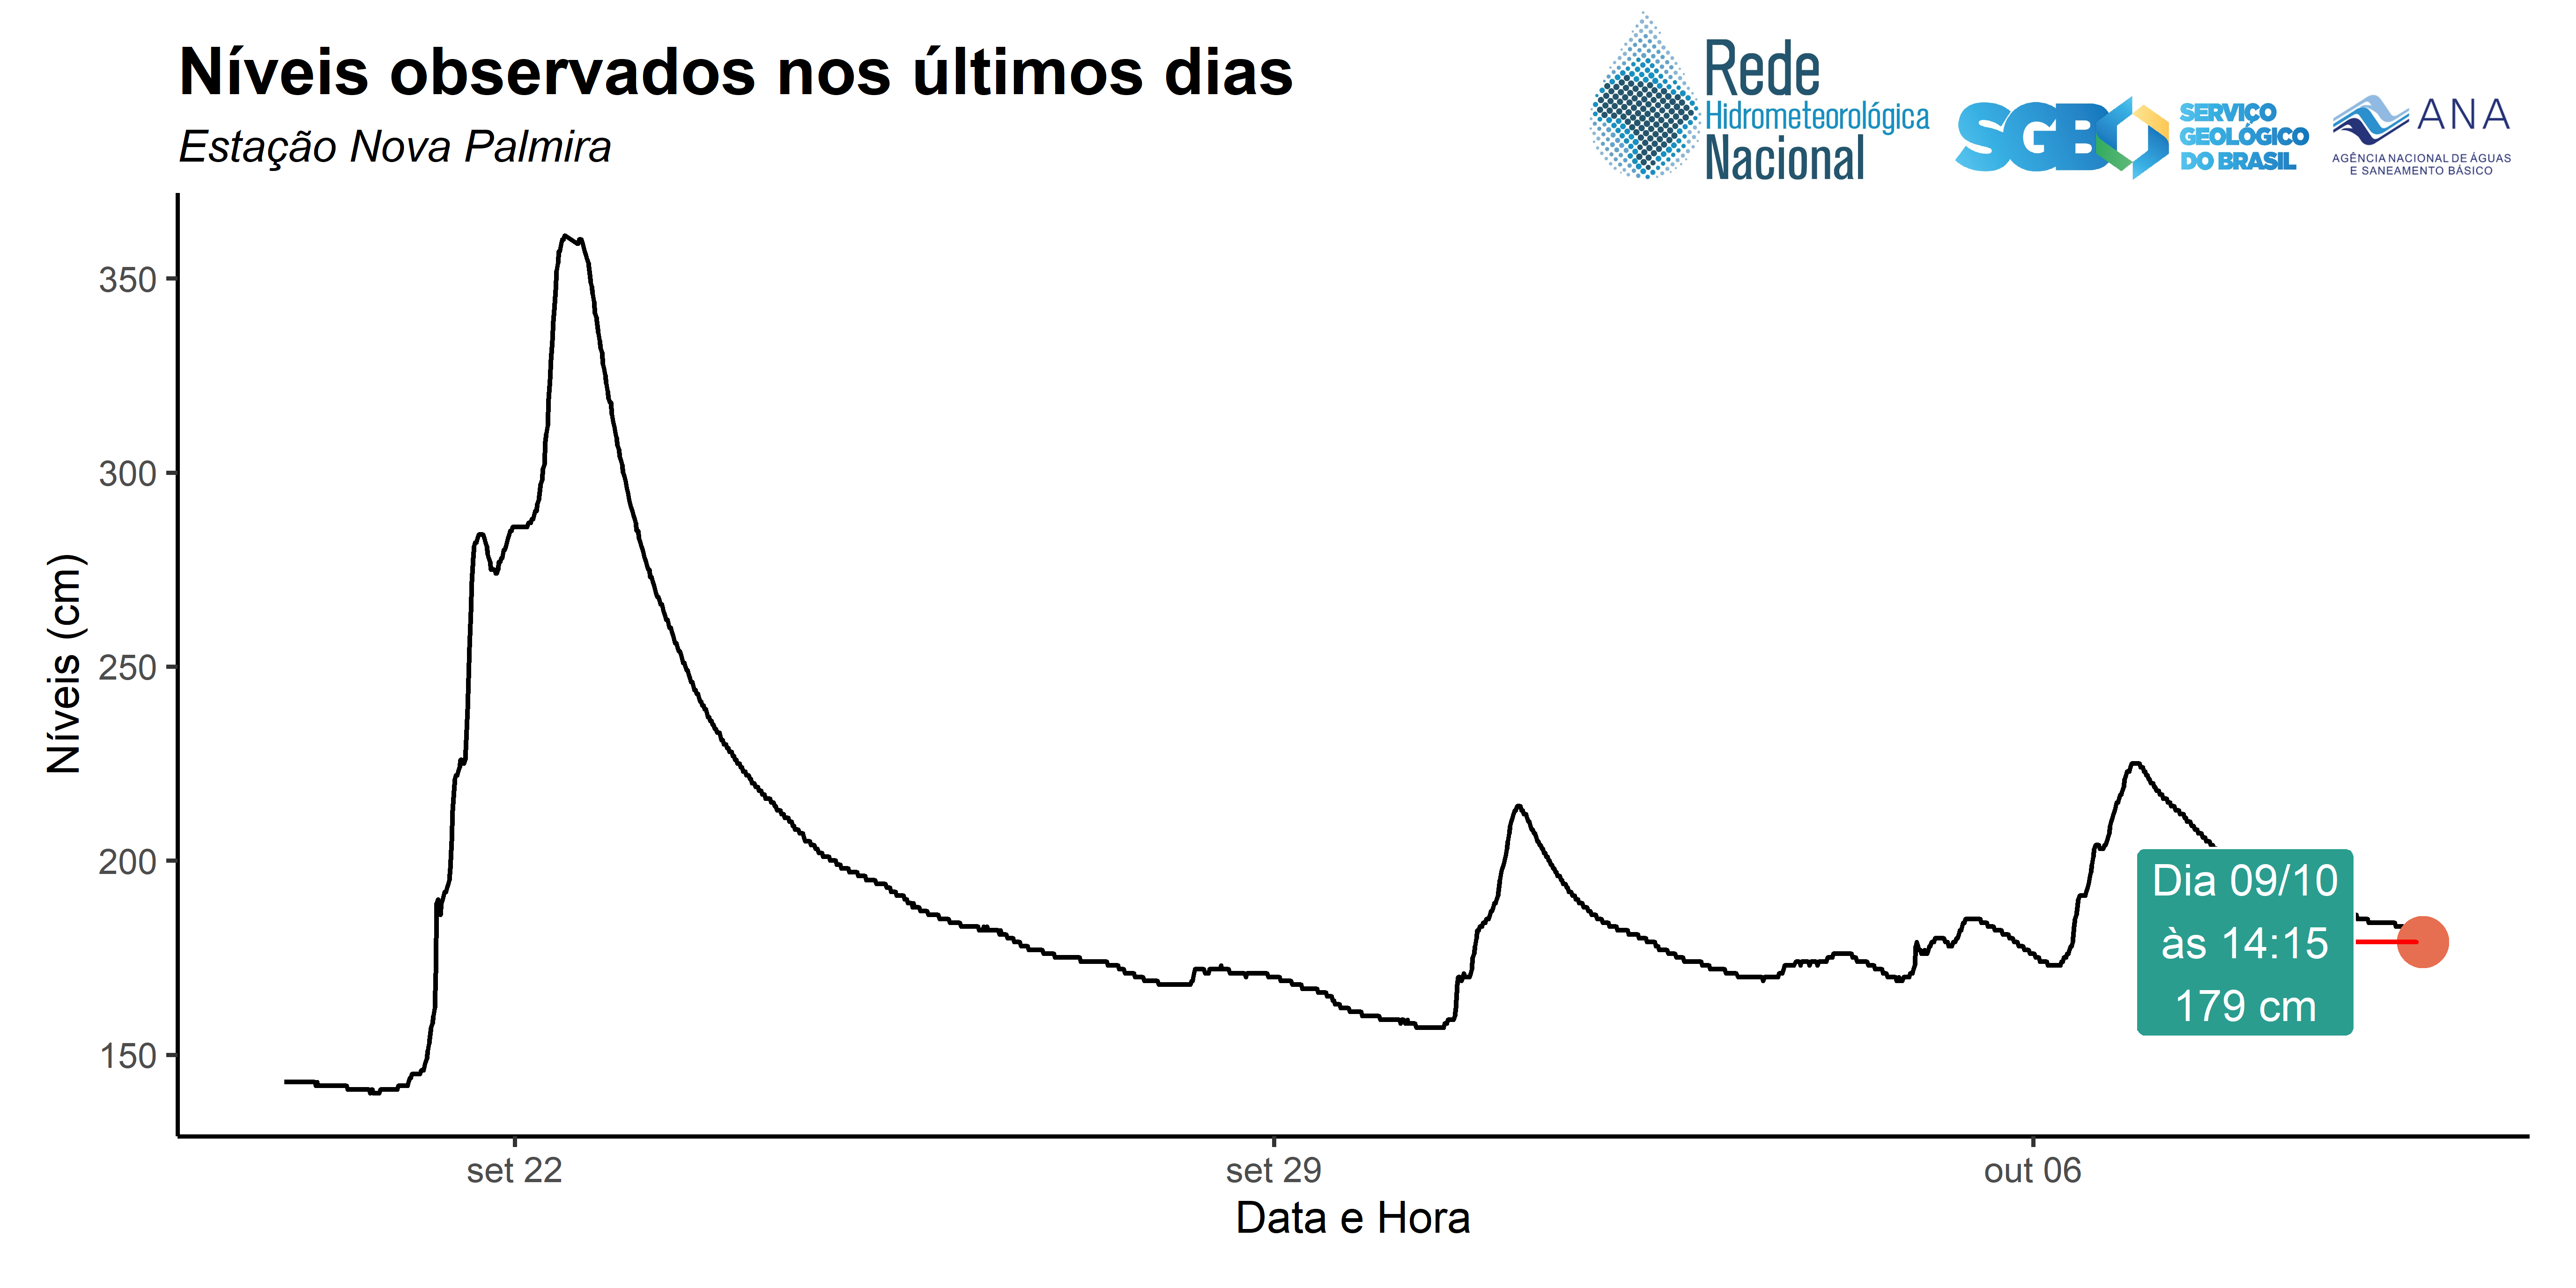 Níveis observados nos últimos dias
Estação Nova Palmira
Rede
Hidrometeorológica
Nacional
SGB
SERVIÇO
GEOLÓGICO
DO BRASIL
ANA
AGÊNCIA NACIONAL DE ÁGUAS
E SANEAMENTO BÁSICO
Níveis (cm)
350
300
250
200
150
Dia 09/10
às 14:15
179 cm
set 22
set 29
out 06
Data e Hora